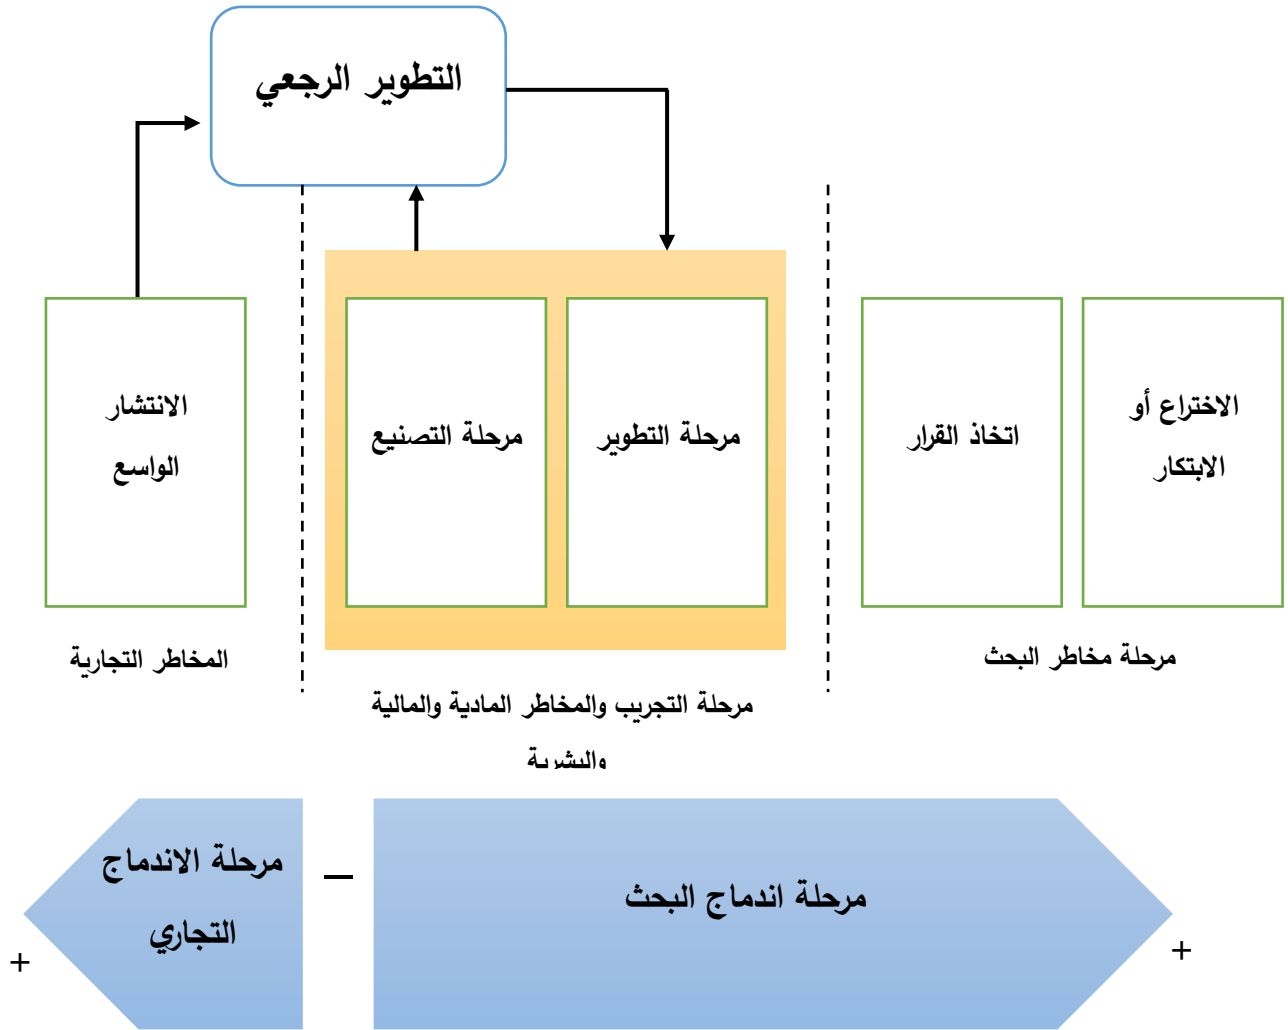 التطوير الرجعي
الاختراع أو
الابتكار
اتخاذ القرار
مرحلة التطوير
مرحلة التصنيع
الانتشار
الواسع
مرحلة مخاطر البحث
مرحلة التجريب والمخاطر المادية والمالية
والبشرية
المخاطر التجارية
مرحلة اندماج البحث
مرحلة الاندماج
التجاري
+
–
+